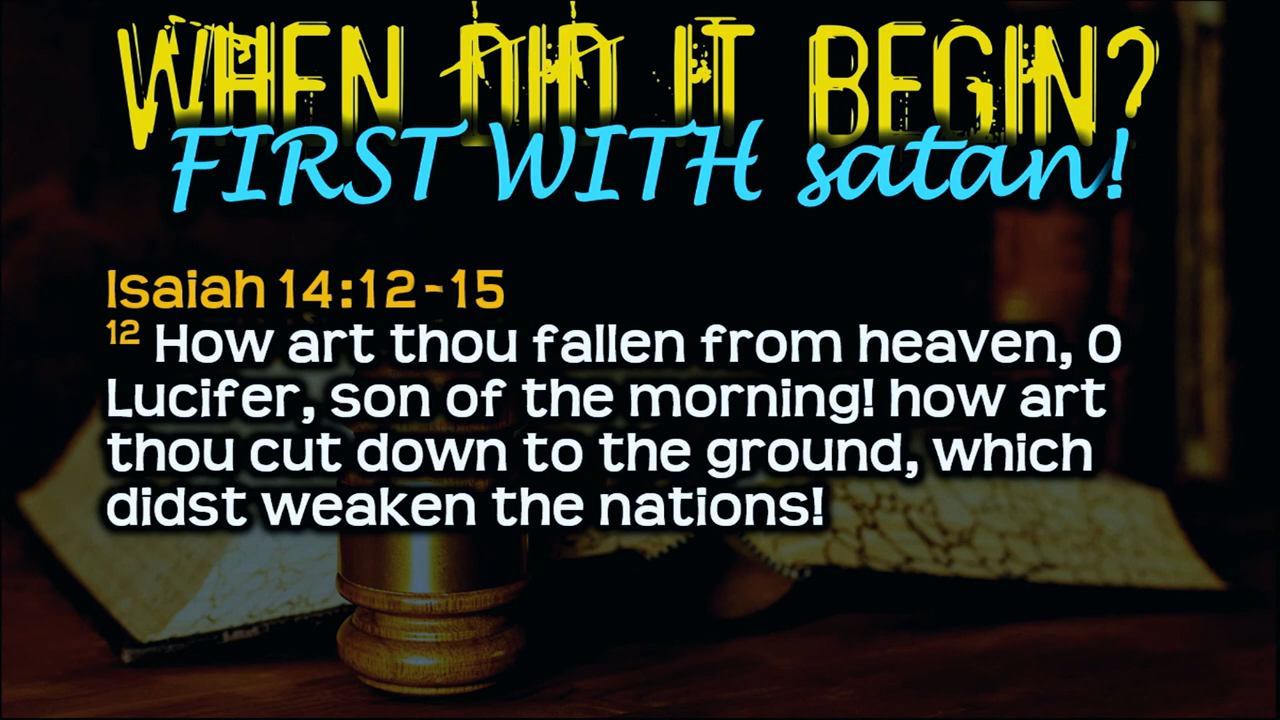 WHEN DID IT BEGIN?
FIRST WITH satan!
Isaiah 14:12-15
12 How art thou fallen from heaven, O
Lucifer, son of the morning! how art
thou cut down to the ground, which
didst weaken the nations!